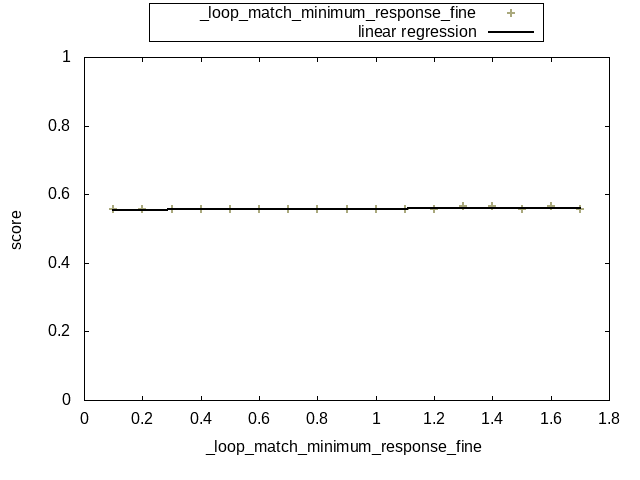 _loop_match_minimum_response_fine
linear regression
1
0.8
0.6
0.4
0.2
0
score
0 0.2 0.4 0.6 0.8 1 1.2 1.4 1.6 1.8
_loop_match_minimum_response_fine